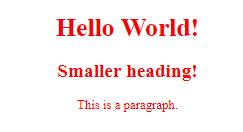 Hello World!
Smaller heading!
This is a paragraph.